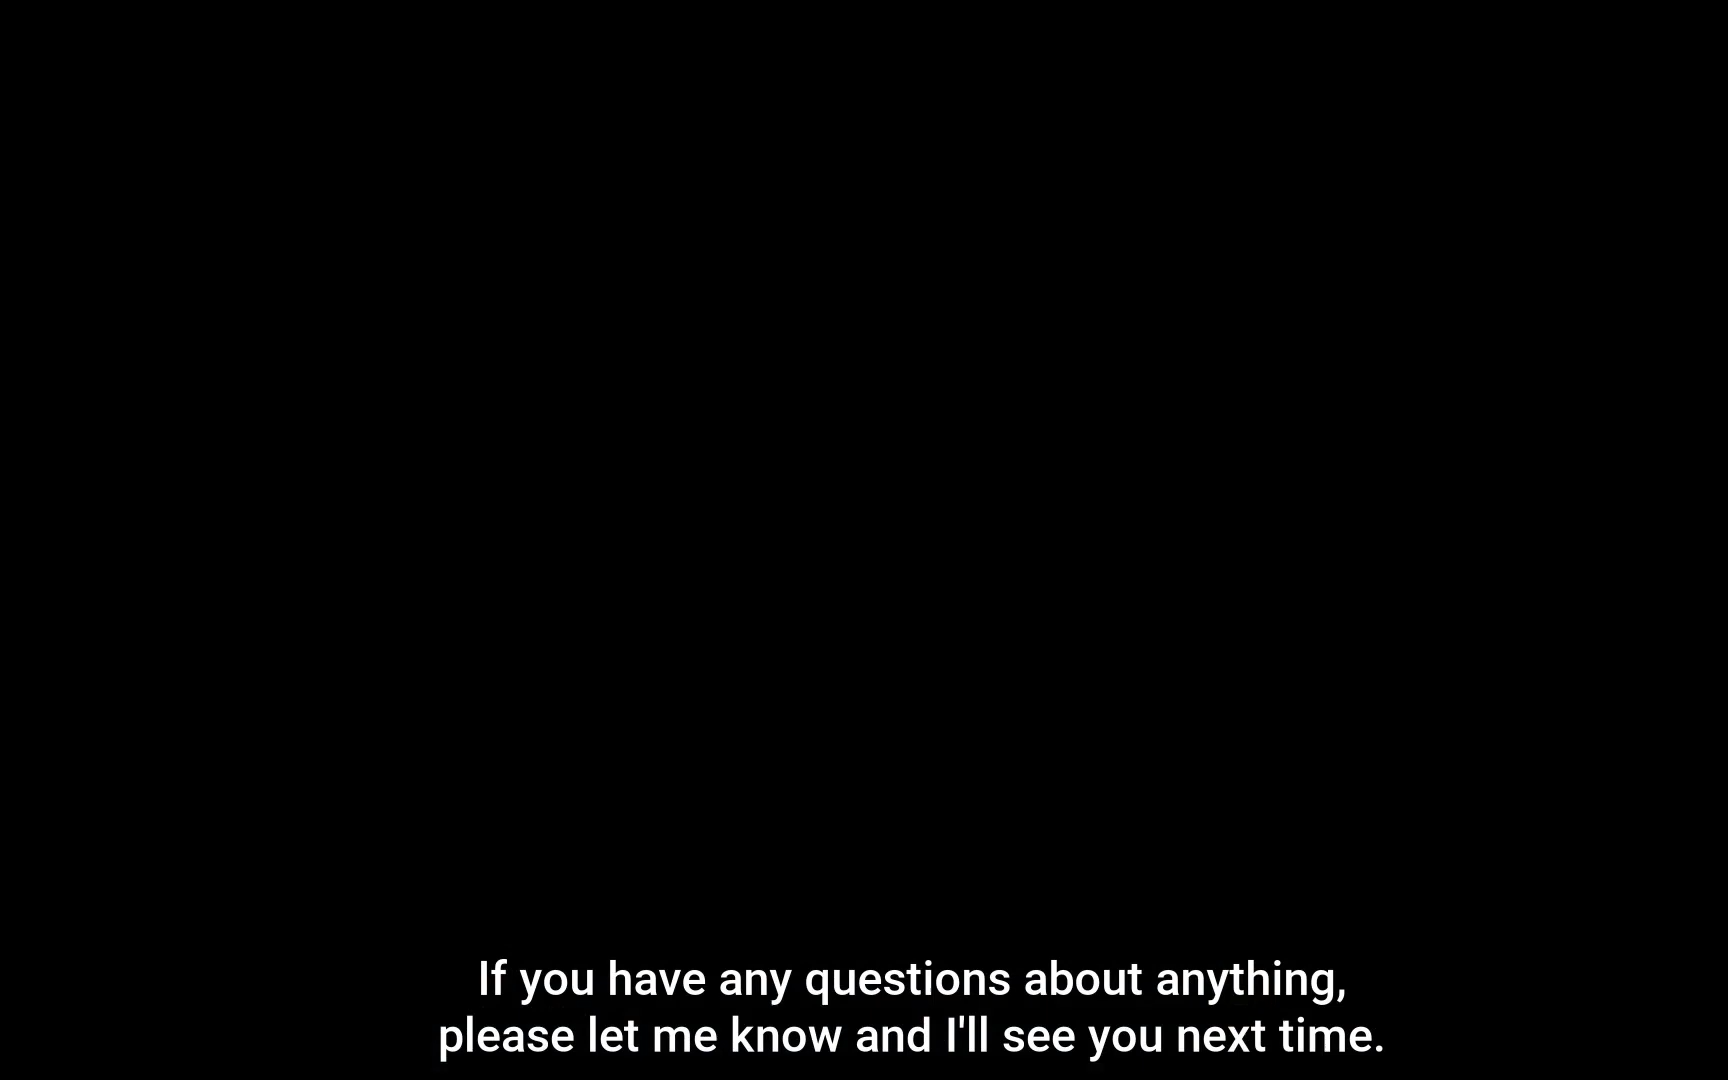 If you have any questions about anything,
please let me know and I'll see you next time.